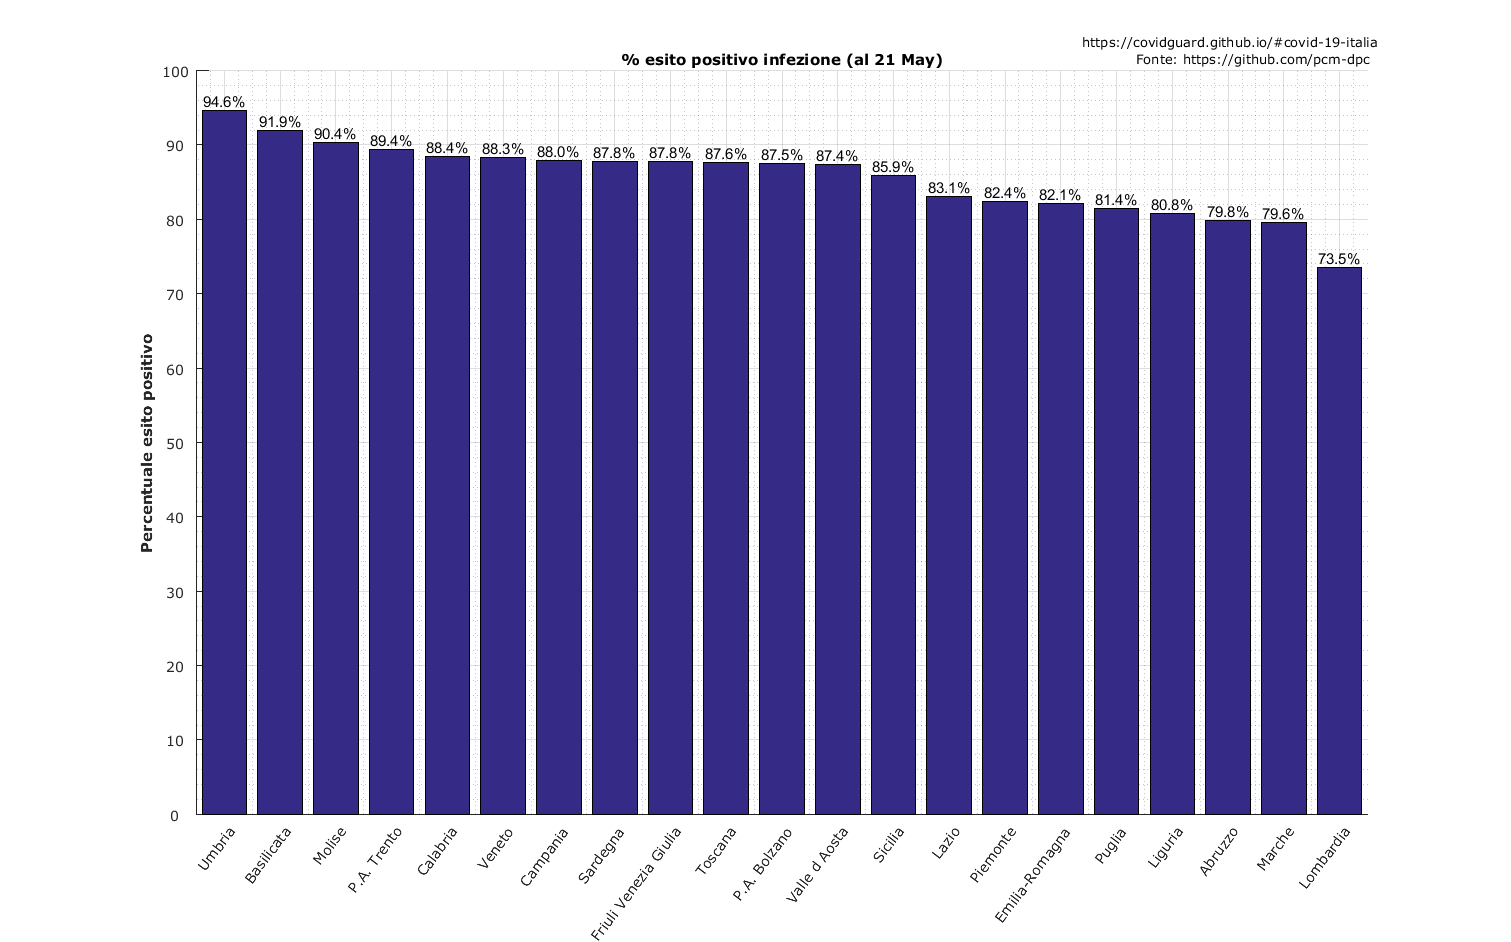 https://covidguard.github.io/#covid-19-italia
% esito positivo infezione (al 21 May)
Fonte: https://github.com/pcm-dpc
Percentuale esito positivo
100
90
80
70
60
50
40
30
20
10
0
94.6%
91.9%
90.4%
89.4%
88.4%
88.3%
88.0%
87.8%
87.8%
87.6%
87.5%
87.4%
85.9%
83.1%
82.4%
82.1%
81.4%
80.8%
79.8%
79.6%
73.5%
Umbria
Basilicata
Molise
P.A. Trento
Calabria
Veneto
Campania
Sardegna
Friuli Venezia Giulia
Toscana
P.A. Bolzano
Valle d Aosta
Sicilia
Lazio
Piemonte
Emilia-Romagna
Puglia
Liguria
Abruzzo
Marche
Lombardia